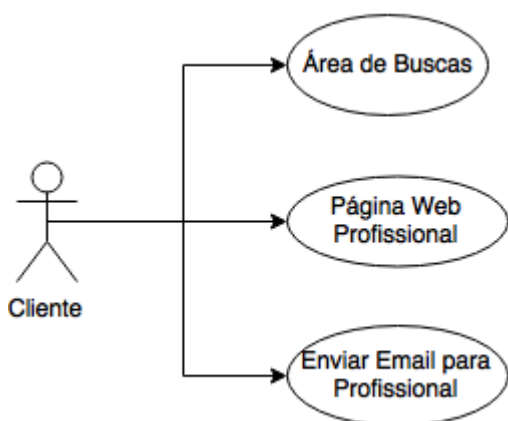 Área de Buscas
Página Web
Profissional
Cliente
Enviar Email para
Profissional